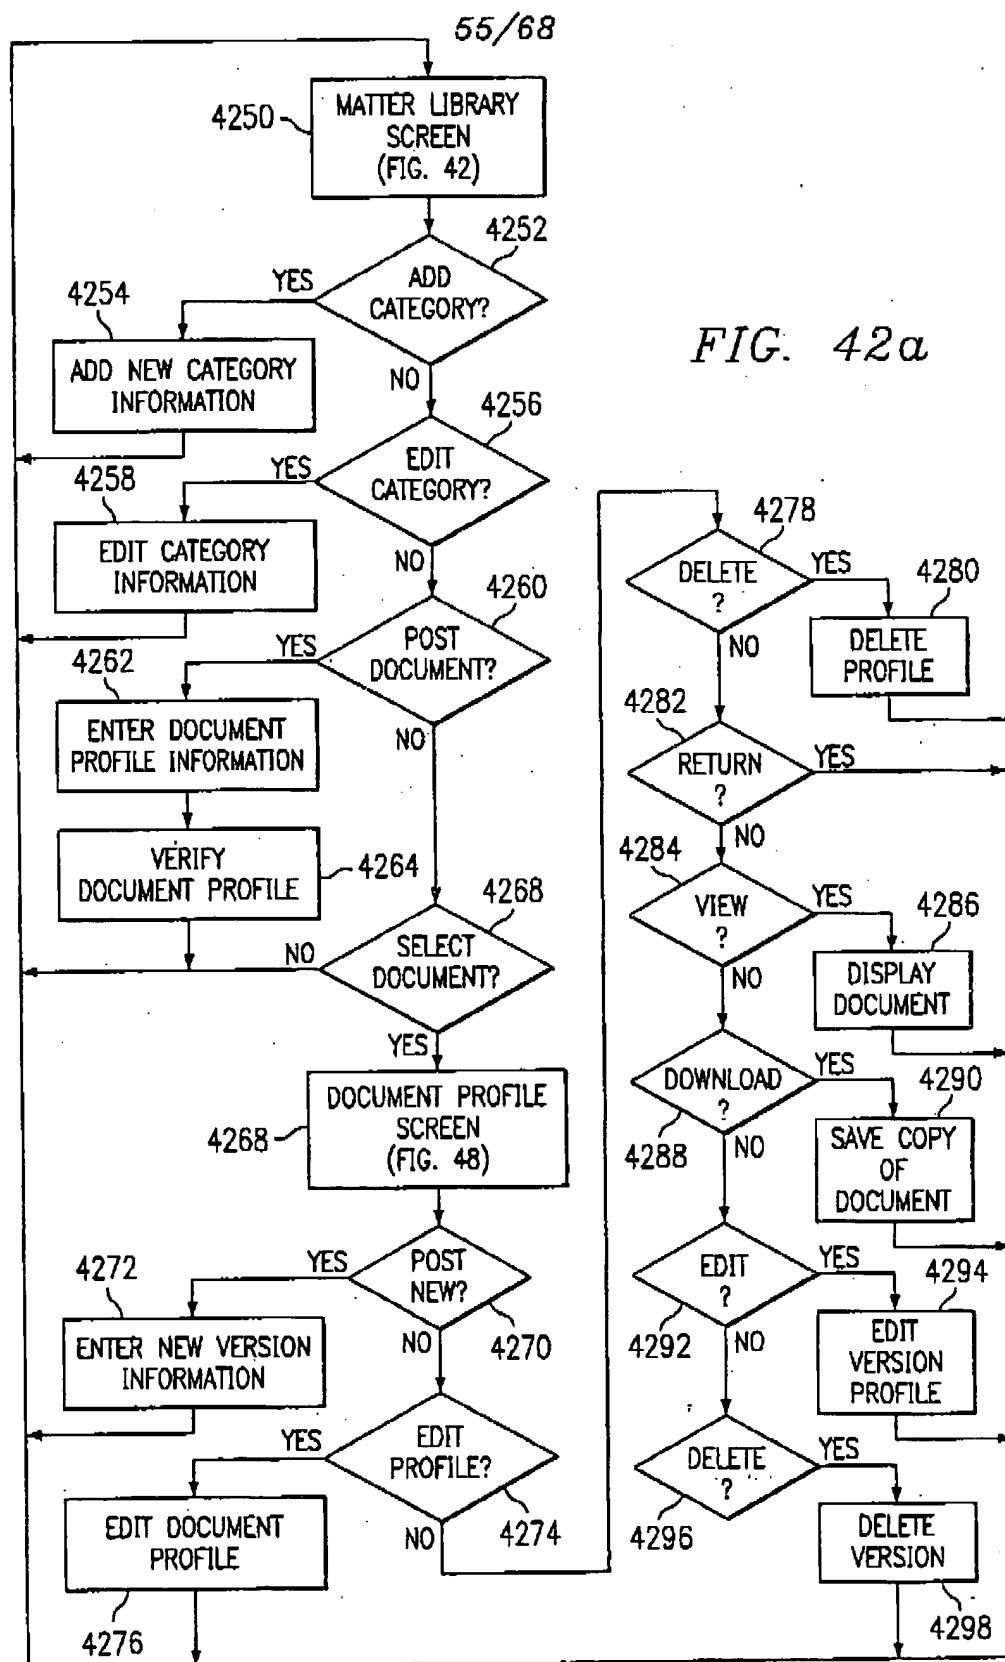 55/68
4250
MATTER LIBRARY
SCREEN
(FIG. 42)
4252
ADD
CATEGORY?
YES
NO
4254
ADD NEW CATEGORY
INFORMATION
FIG. 42a
4256
EDIT
CATEGORY?
YES
NO
4258
EDIT CATEGORY
INFORMATION
4260
POST
DOCUMENT?
YES
NO
4262
ENTER DOCUMENT
PROFILE INFORMATION
VERIFY
DOCUMENT PROFILE
4264
4268
SELECT
DOCUMENT?
NO
YES
4268
DOCUMENT PROFILE
SCREEN
(FIG. 48)
POST
NEW?
4270
YES
NO
4272
ENTER NEW VERSION
INFORMATION
EDIT
PROFILE?
4274
YES
NO
EDIT DOCUMENT
PROFILE
4276
4278
DELETE
?
YES
NO
4280
DELETE
PROFILE
4282
RETURN
?
YES
NO
4284
VIEW
?
YES
NO
4286
DISPLAY
DOCUMENT
DOWNLOAD
?
4288
YES
NO
4290
SAVE COPY
OF
DOCUMENT
EDIT
?
4292
YES
NO
4294
EDIT
VERSION
PROFILE
DELETE
?
4296
YES
DELETE
VERSION
4298